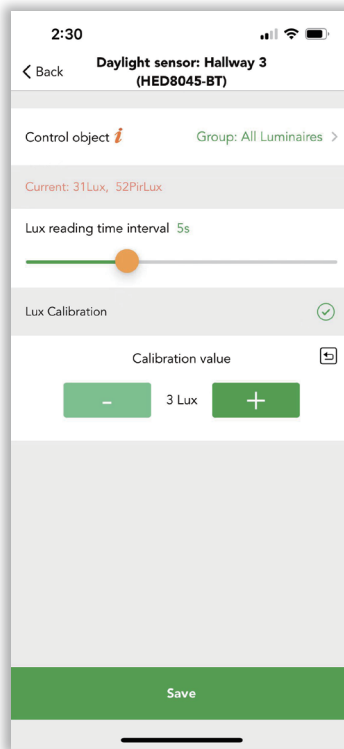 2:30
Back
Daylight sensor: Hallway 3
(HED8045-BT)
Control object i
Group: All Luminaires
Current: 31Lux, 52PirLux
Lux reading time interval 5s
Lux Calibration
Calibration value
- 3 Lux +
Save